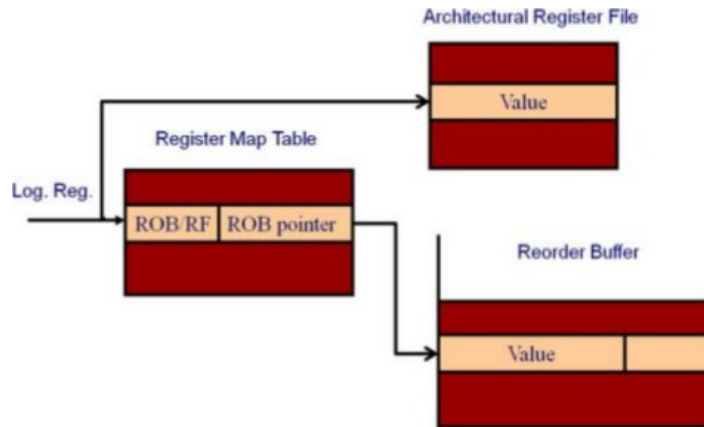 Architectural Register File
Value
Register Map Table
Log. Reg.
ROB/RF
ROB pointer
Reorder Buffer
Value